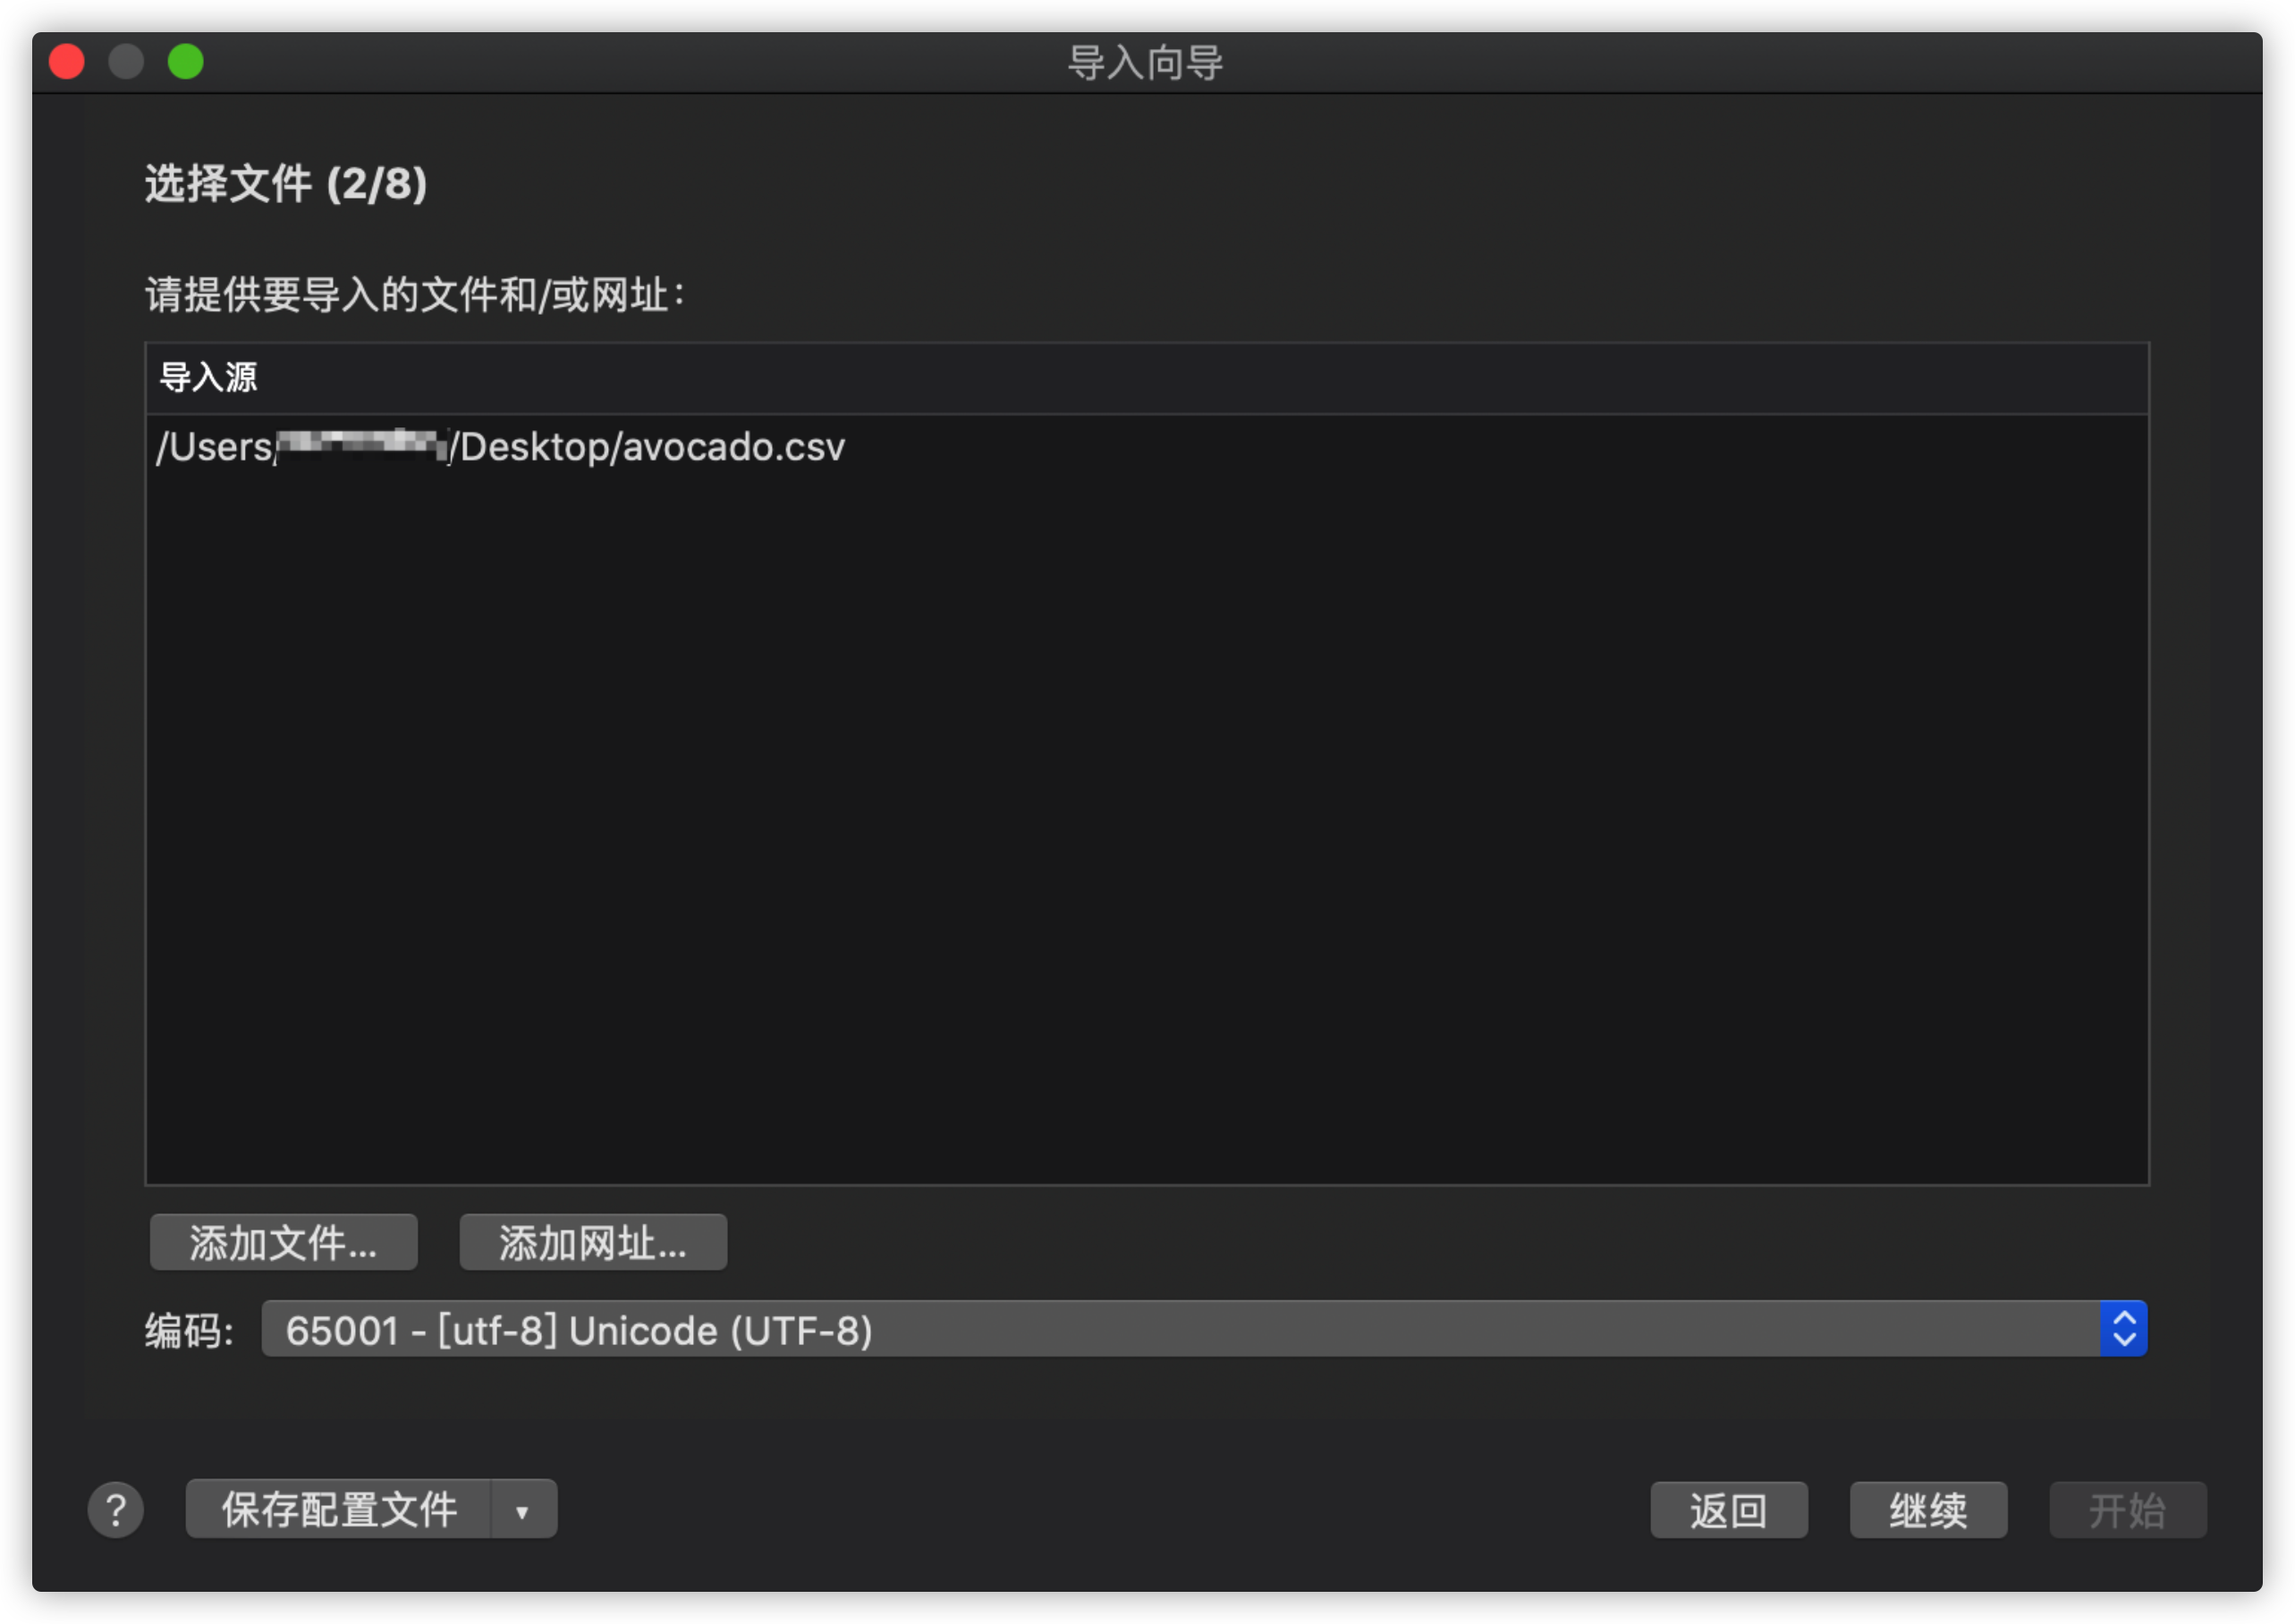 导入向导
选择文件 (2/8)
请提供要导入的文件和/或网址：
导入源
/Users/ /Desktop/avocado.csv
添加文件... 添加网址...
编码: 65001 - [utf-8] Unicode (UTF-8)
? 保存配置文件 ▼ 返回 继续 开始